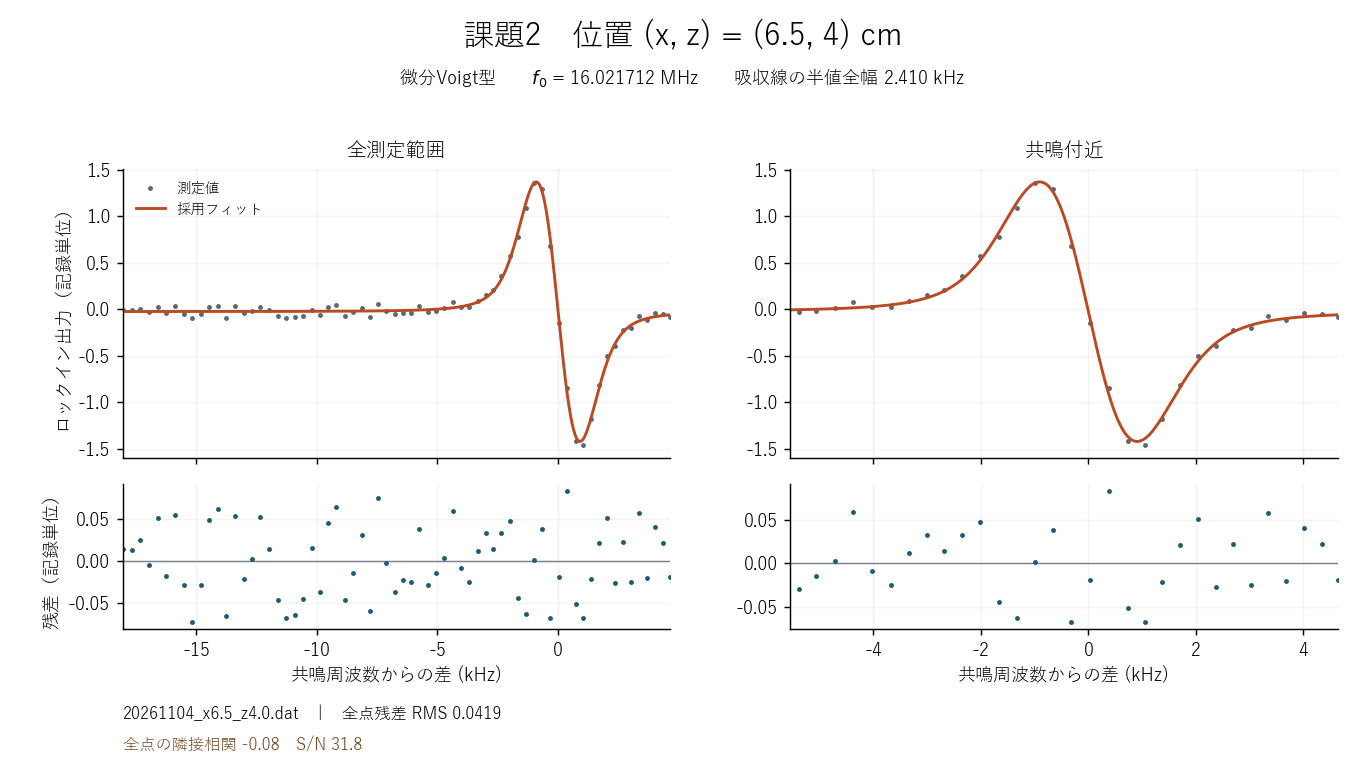 課題2　位置 (x, z) = (6.5, 4) cm
微分Voigt型　　f₀ = 16.021712 MHz　　吸収線の半値全幅 2.410 kHz
全測定範囲
1.5
1.0
0.5
0.0
-0.5
-1.0
-1.5
ロックイン出力（記録単位）
測定値
採用フィット
共鳴付近
1.5
1.0
0.5
0.0
-0.5
-1.0
-1.5
0.05
0.00
-0.05
残差（記録単位）
-15
-10
-5
0
共鳴周波数からの差 (kHz)
0.05
0.00
-0.05
-4
-2
0
2
4
共鳴周波数からの差 (kHz)
20261104_x6.5_z4.0.dat　|　全点残差 RMS 0.0419
全点の隣接相関 -0.08　S/N 31.8